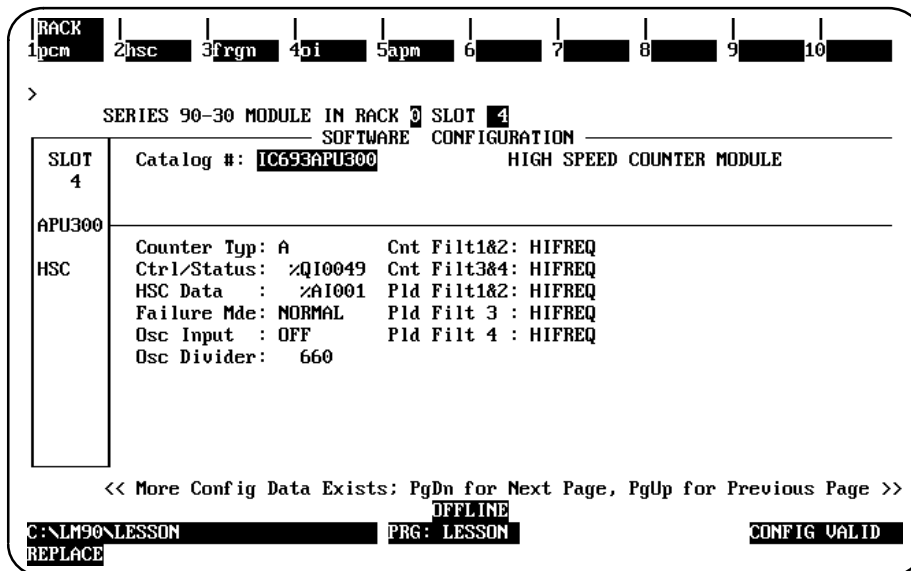 RACK
1pcm 2hsc 3frgn 4oi 5apm 6 7 8 9 10
>
SERIES 90-30 MODULE IN RACK 0 SLOT 4
SOFTWARE CONFIGURATION
SLOT Catalog #: IC693APU300 HIGH SPEED COUNTER MODULE
4
APU300
Counter Typ: A Cnt Filt1&2: HIFREQ
HSC Ctrl/Status: %QI0049 Cnt Filt3&4: HIFREQ
HSC Data : %AI001 Pld Filt1&2: HIFREQ
Failure Mde: NORMAL Pld Filt 3 : HIFREQ
Osc Input : OFF Pld Filt 4 : HIFREQ
Osc Divider: 660
<< More Config Data Exists; PgDn for Next Page, PgUp for Previous Page >>
OFFLINE
C:\LM90\LESSON PRG: LESSON CONFIG VALID
REPLACE